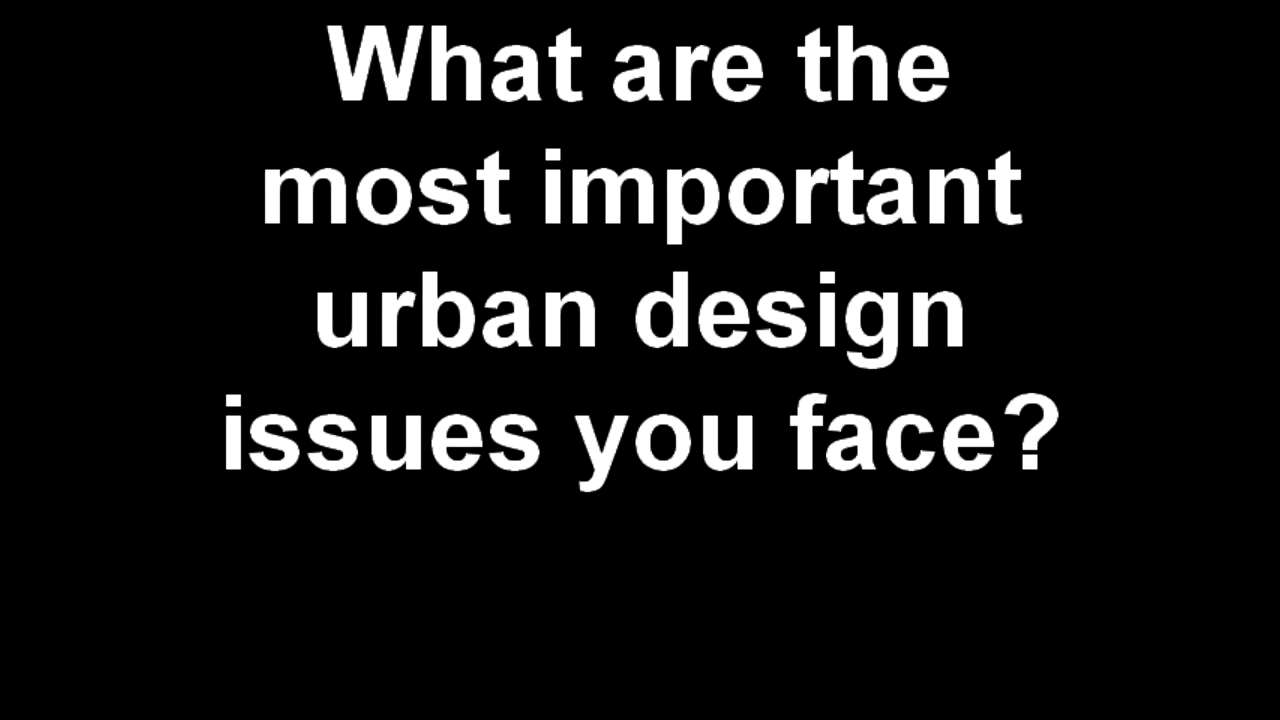 What are the
most important
urban design
issues you face?